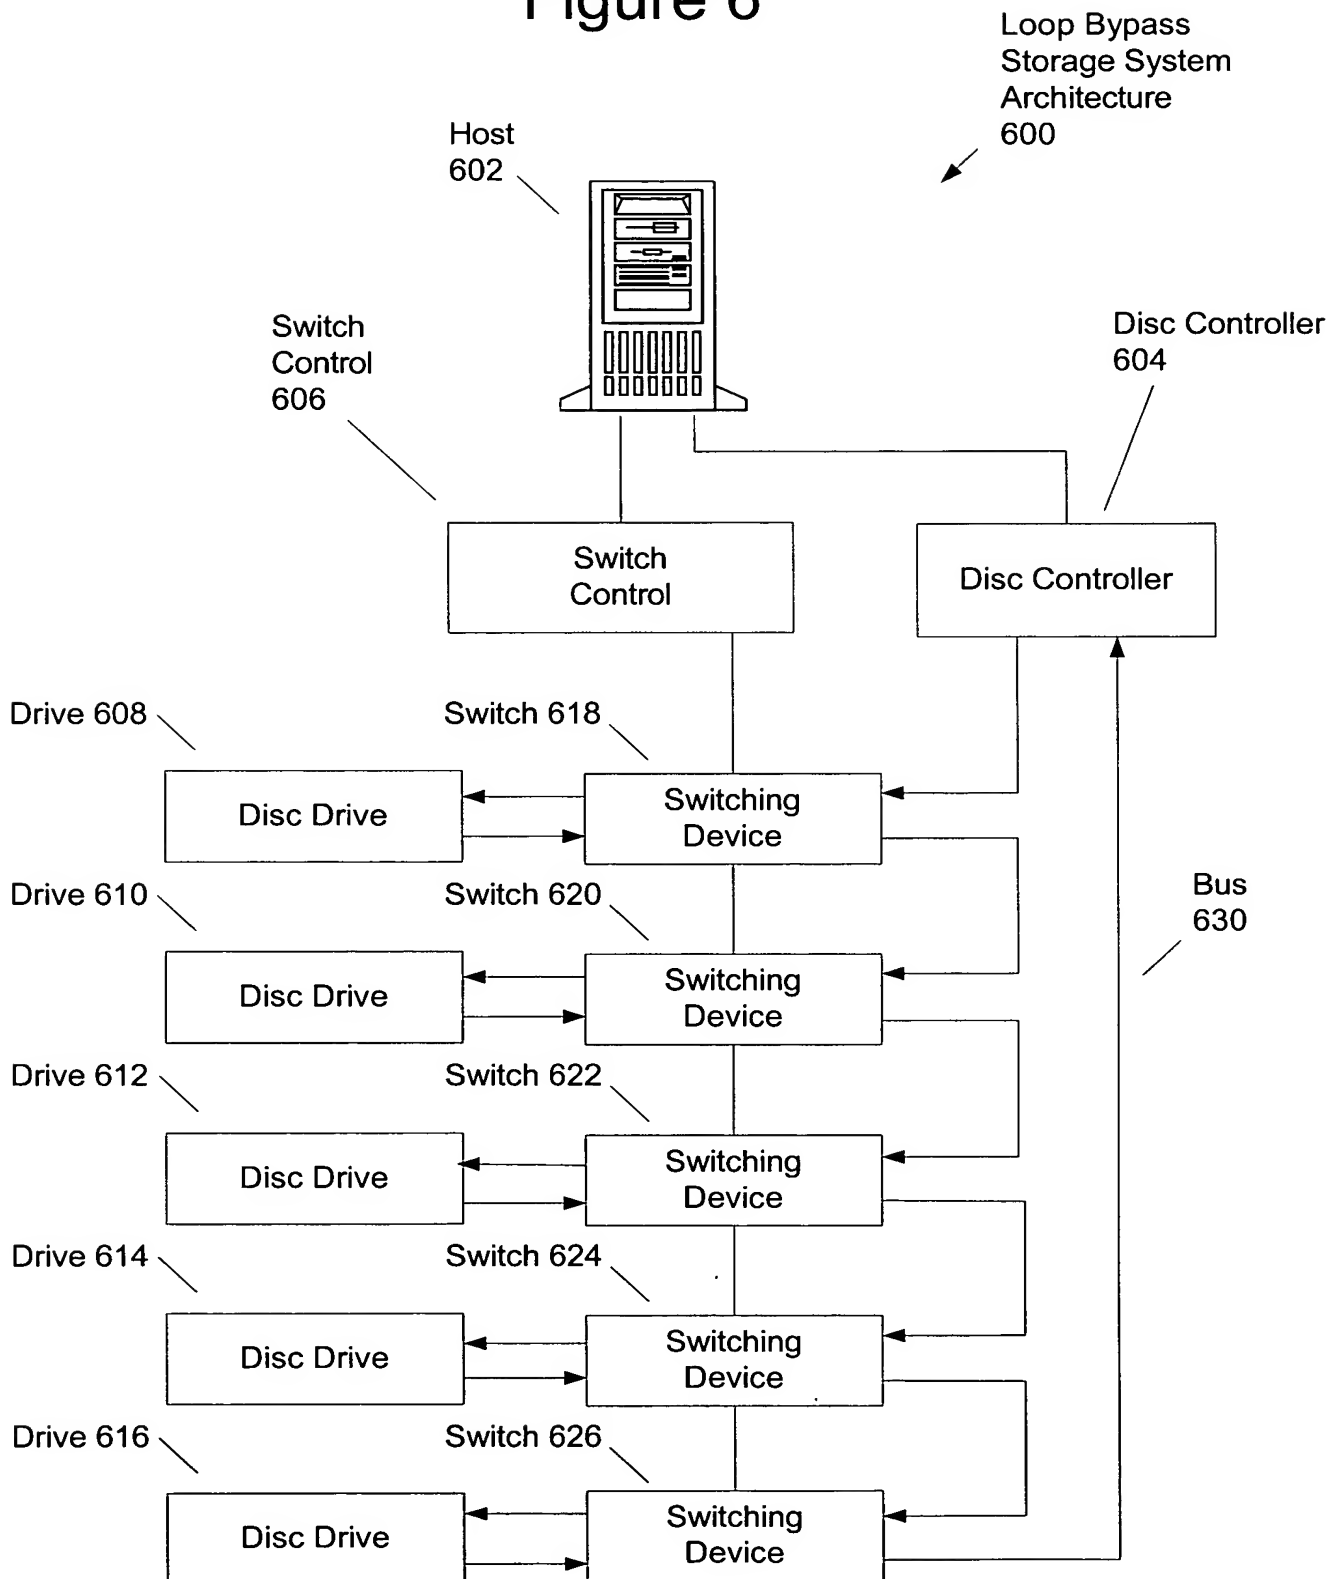 Figure 6
Loop Bypass
Storage System
Architecture
600
Host
602
Switch
Control
606
Disc Controller
604
Switch
Control
Disc Controller
Drive 608
Switch 618
Disc Drive
Switching
Device
Drive 610
Switch 620
Bus
630
Disc Drive
Switching
Device
Drive 612
Switch 622
Disc Drive
Switching
Device
Drive 614
Switch 624
Disc Drive
Switching
Device
Drive 616
Switch 626
Disc Drive
Switching
Device